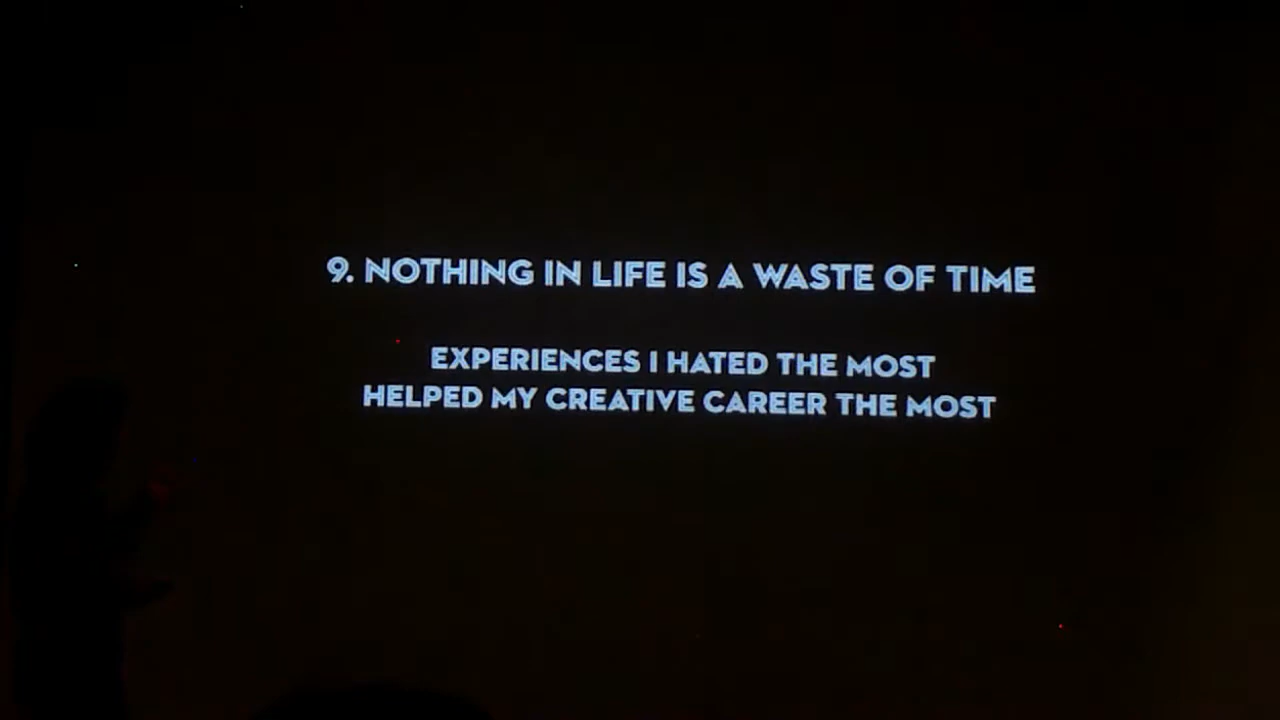 9. NOTHING IN LIFE IS A WASTE OF TIME
EXPERIENCES I HATED THE MOST
HELPED MY CREATIVE CAREER THE MOST